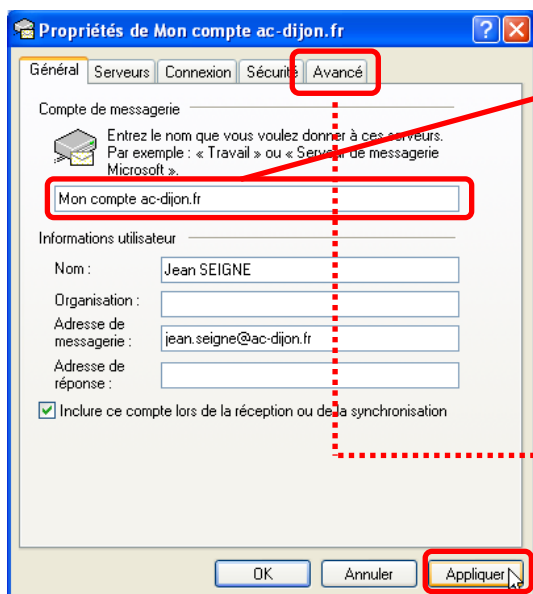 Propriétés de Mon compte ac-dijon.fr
Général Serveurs Connexion Sécurité Avancé
Compte de messagerie
Entrez le nom que vous voulez donner à ces serveurs.
Par exemple : « Travail » ou « Serveur de messagerie
Microsoft ».
Mon compte ac-dijon.fr
Informations utilisateur
Nom : Jean SEIGNE
Organisation :
Adresse de
messagerie : jean.seigne@ac-dijon.fr
Adresse de
réponse :
Inclure ce compte lors de la réception ou de la synchronisation
OK Annuler Appliquer